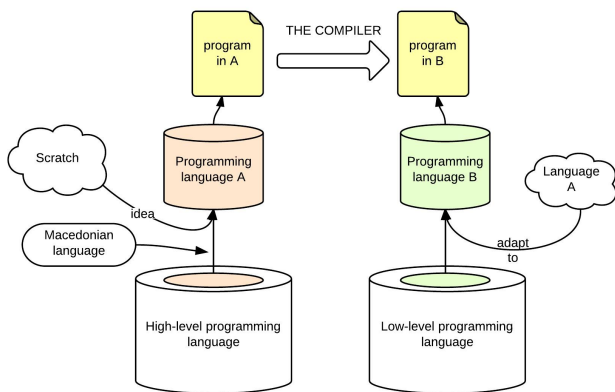 THE COMPILER
program
in A
program
in B
Scratch
Programming
language A
Programming
language B
Language
A
idea
Macedonian
language
adapt
to
High-level programming
language
Low-level programming
language